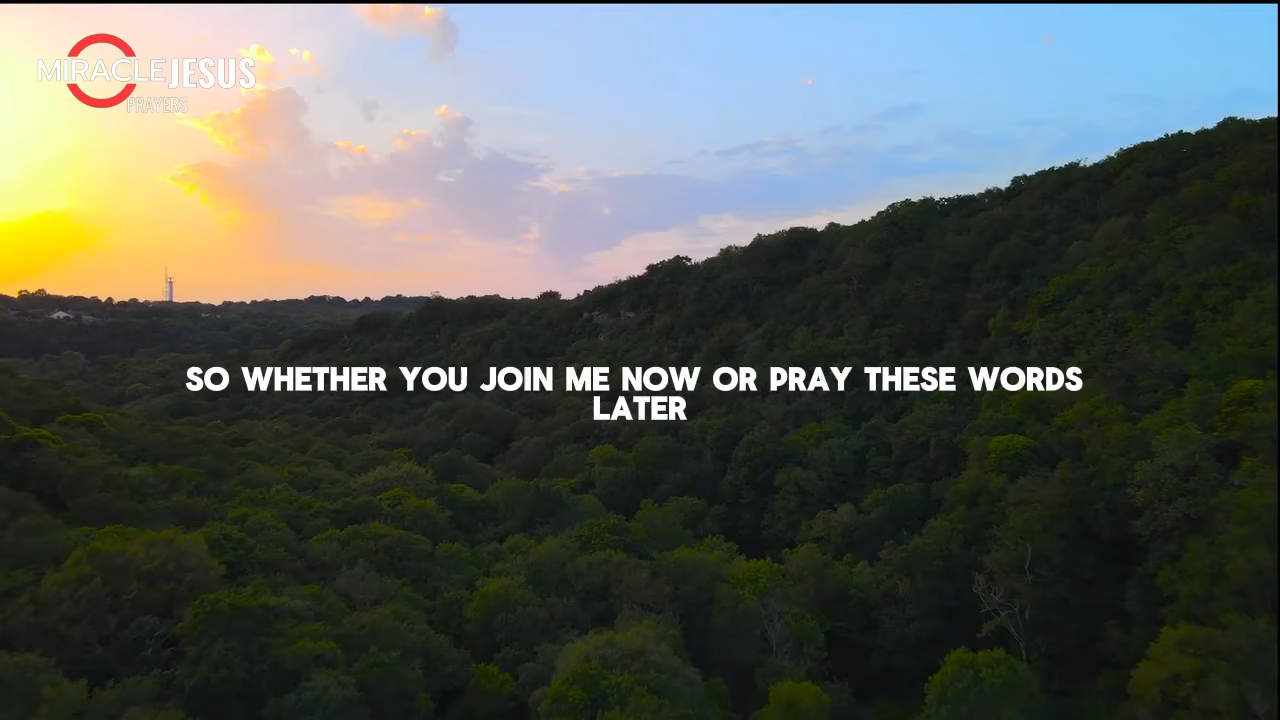 MIRACLE JESUS
PRAYERS
SO WHETHER YOU JOIN ME NOW OR PRAY THESE WORDS
LATER